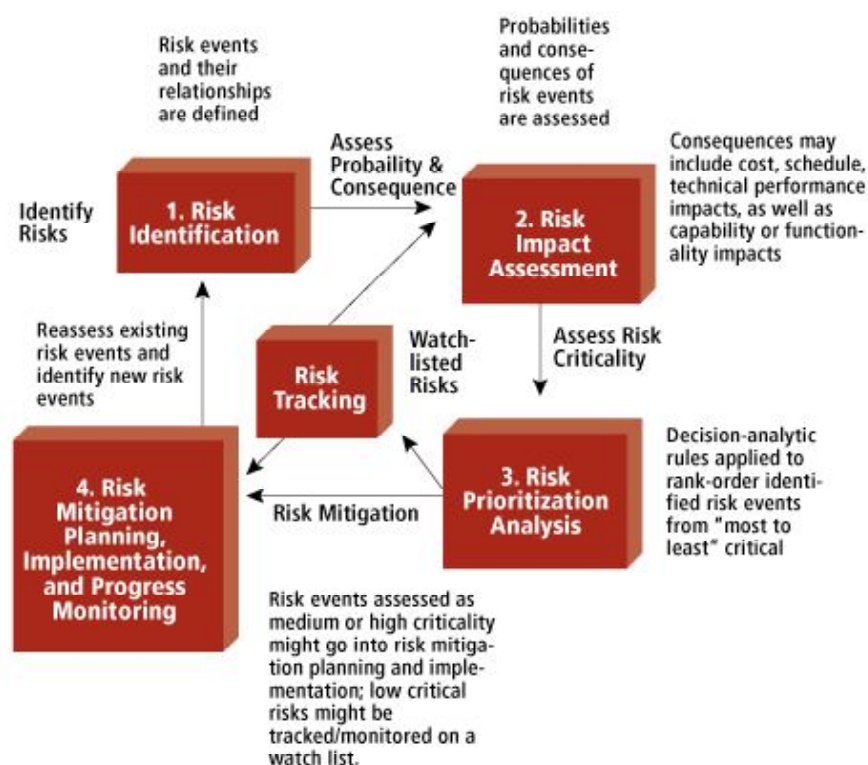 Risk events
and their
relationships
are defined
Probabilities
and conse-
quences of
risk events
are assessed
Assess
Probaility &
Consequence
Consequences may
include cost, schedule,
technical performance
impacts, as well as
capability or function-
ality impacts
Identify
Risks
1. Risk
Identification
2. Risk
Impact
Assessment
Reassess existing
risk events and
identify new risk
events
Risk
Tracking
Watch-
listed
Risks
Assess Risk
Criticality
4. Risk
Mitigation
Planning,
Implementation,
and Progress
Monitoring
Risk Mitigation
3. Risk
Prioritization
Analysis
Decision-analytic
rules applied to
rank-order identi-
fied risk events
from "most to
least" critical
Risk events assessed as
medium or high criticality
might go into risk mitiga-
tion planning and imple-
mentation; low critical
risks might be
tracked/monitored on a
watch list.